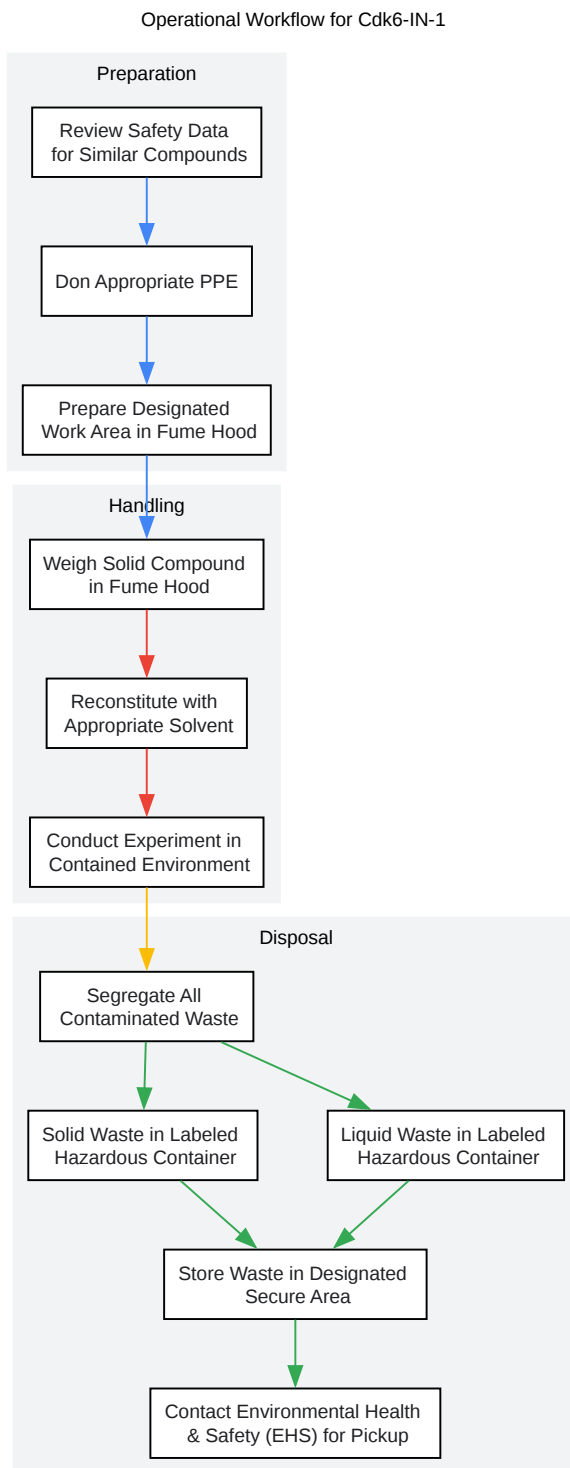 Operational Workflow for Cdk6-IN-1
Preparation
Review Safety Data
for Similar Compounds
Don Appropriate PPE
Prepare Designated
Work Area in Fume Hood
Handling
Weigh Solid Compound
in Fume Hood
Reconstitute with
Appropriate Solvent
Conduct Experiment in
Contained Environment
Disposal
Segregate All
Contaminated Waste
Solid Waste in Labeled
Hazardous Container
Liquid Waste in Labeled
Hazardous Container
Store Waste in Designated
Secure Area
Contact Environmental Health
& Safety (EHS) for Pickup